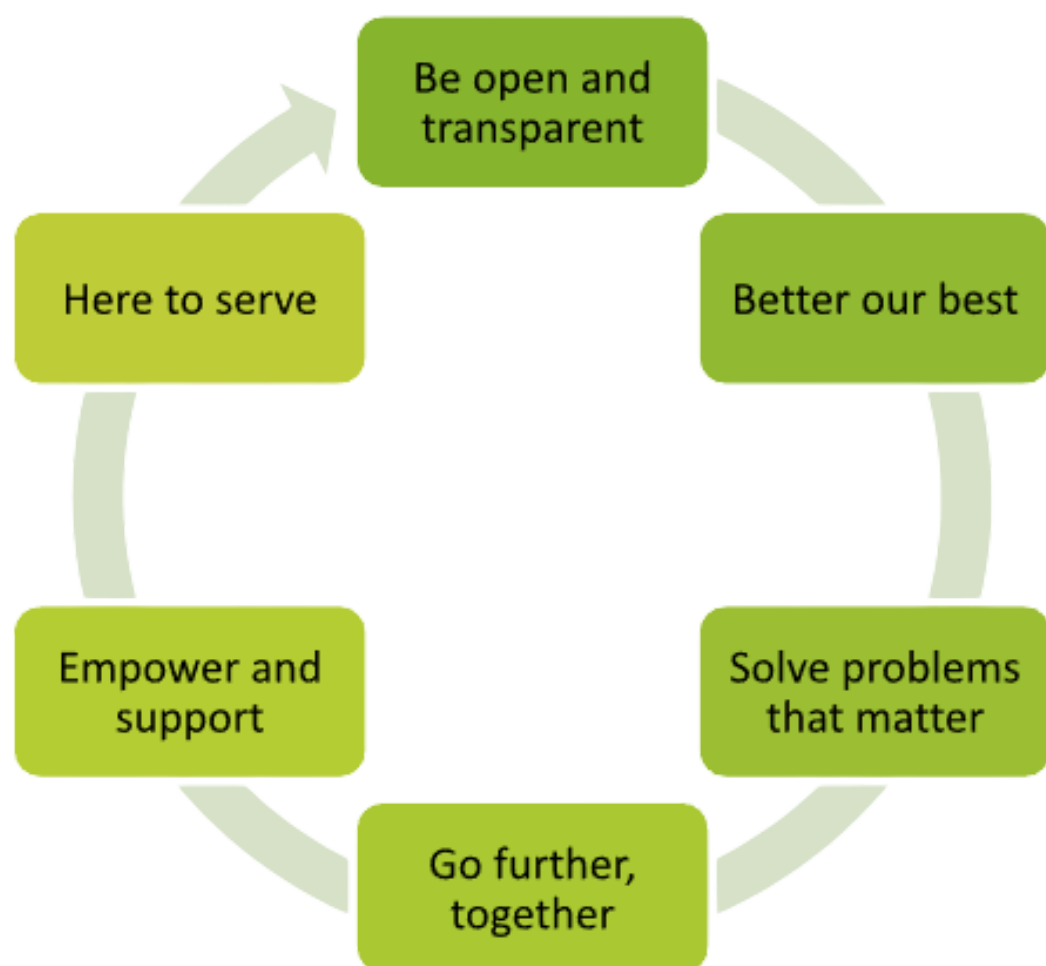 Be open and
transparent
Better our best
Solve problems
that matter
Go further,
together
Empower and
support
Here to serve